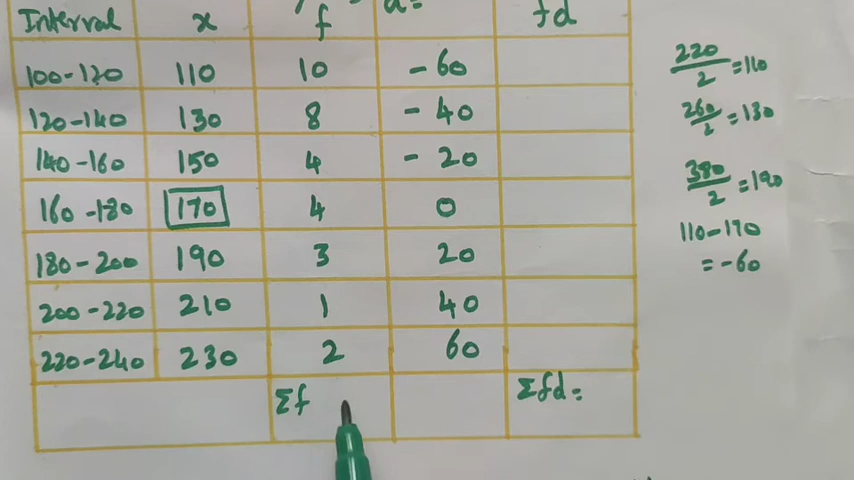 Interval x f d= fd
100-120 110 10 -60
120-140 130 8 -40
140-160 150 4 -20
160-180 170 4 0
180-200 190 3 20
200-220 210 1 40
220-240 230 2 60
Σf Σfd=
220/2=110
260/2=130
380/2=190
110-170
=-60